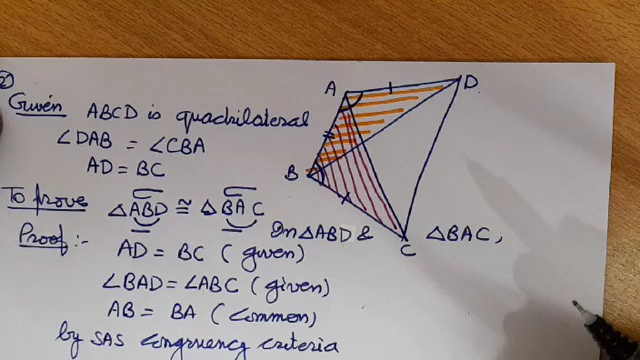 2
Given ABCD is quadrilateral
∠DAB = ∠CBA
AD = BC
To prove △ABD ≅ △BAC
Proof :- In △ABD & △BAC,
AD = BC (given)
∠BAD = ∠ABC (given)
AB = BA (common)
by SAS congruency criteria
A
D
B
C